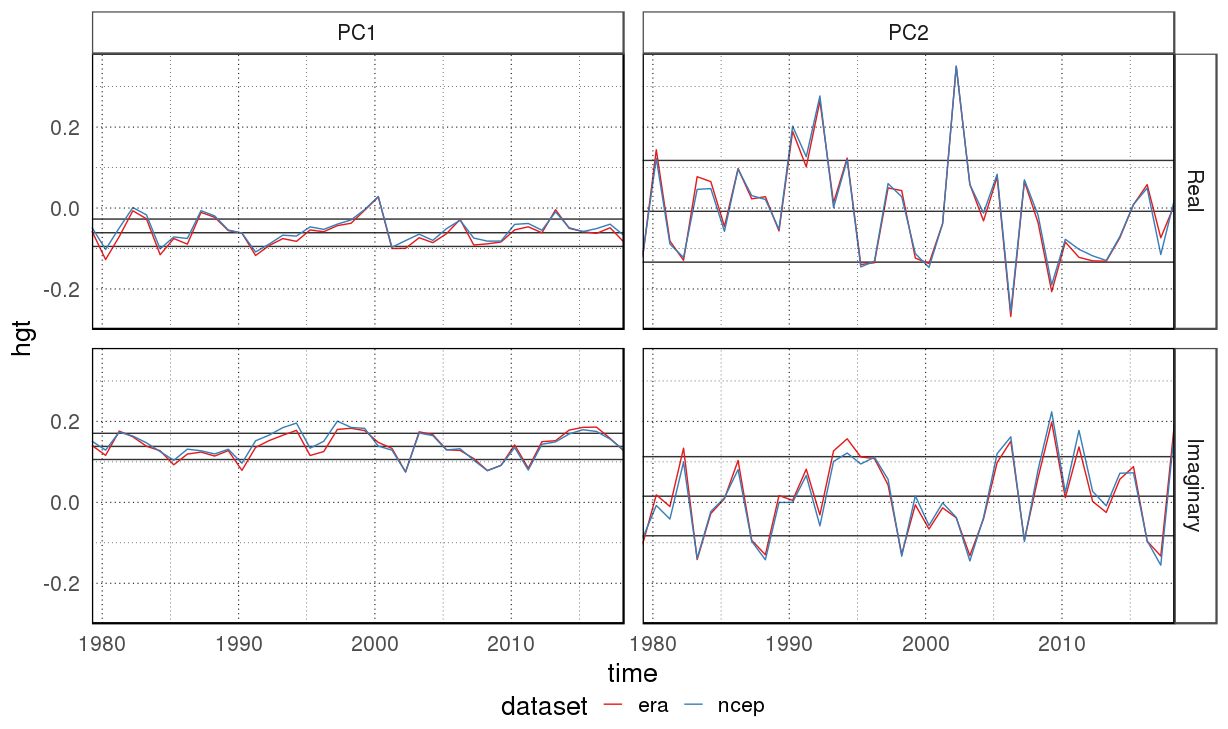 PC1 PC2
0.2
0.0
-0.2
Real
hgt
0.2
0.0
-0.2
Imaginary
1980 1990 2000 2010 1980 1990 2000 2010
time
dataset era ncep